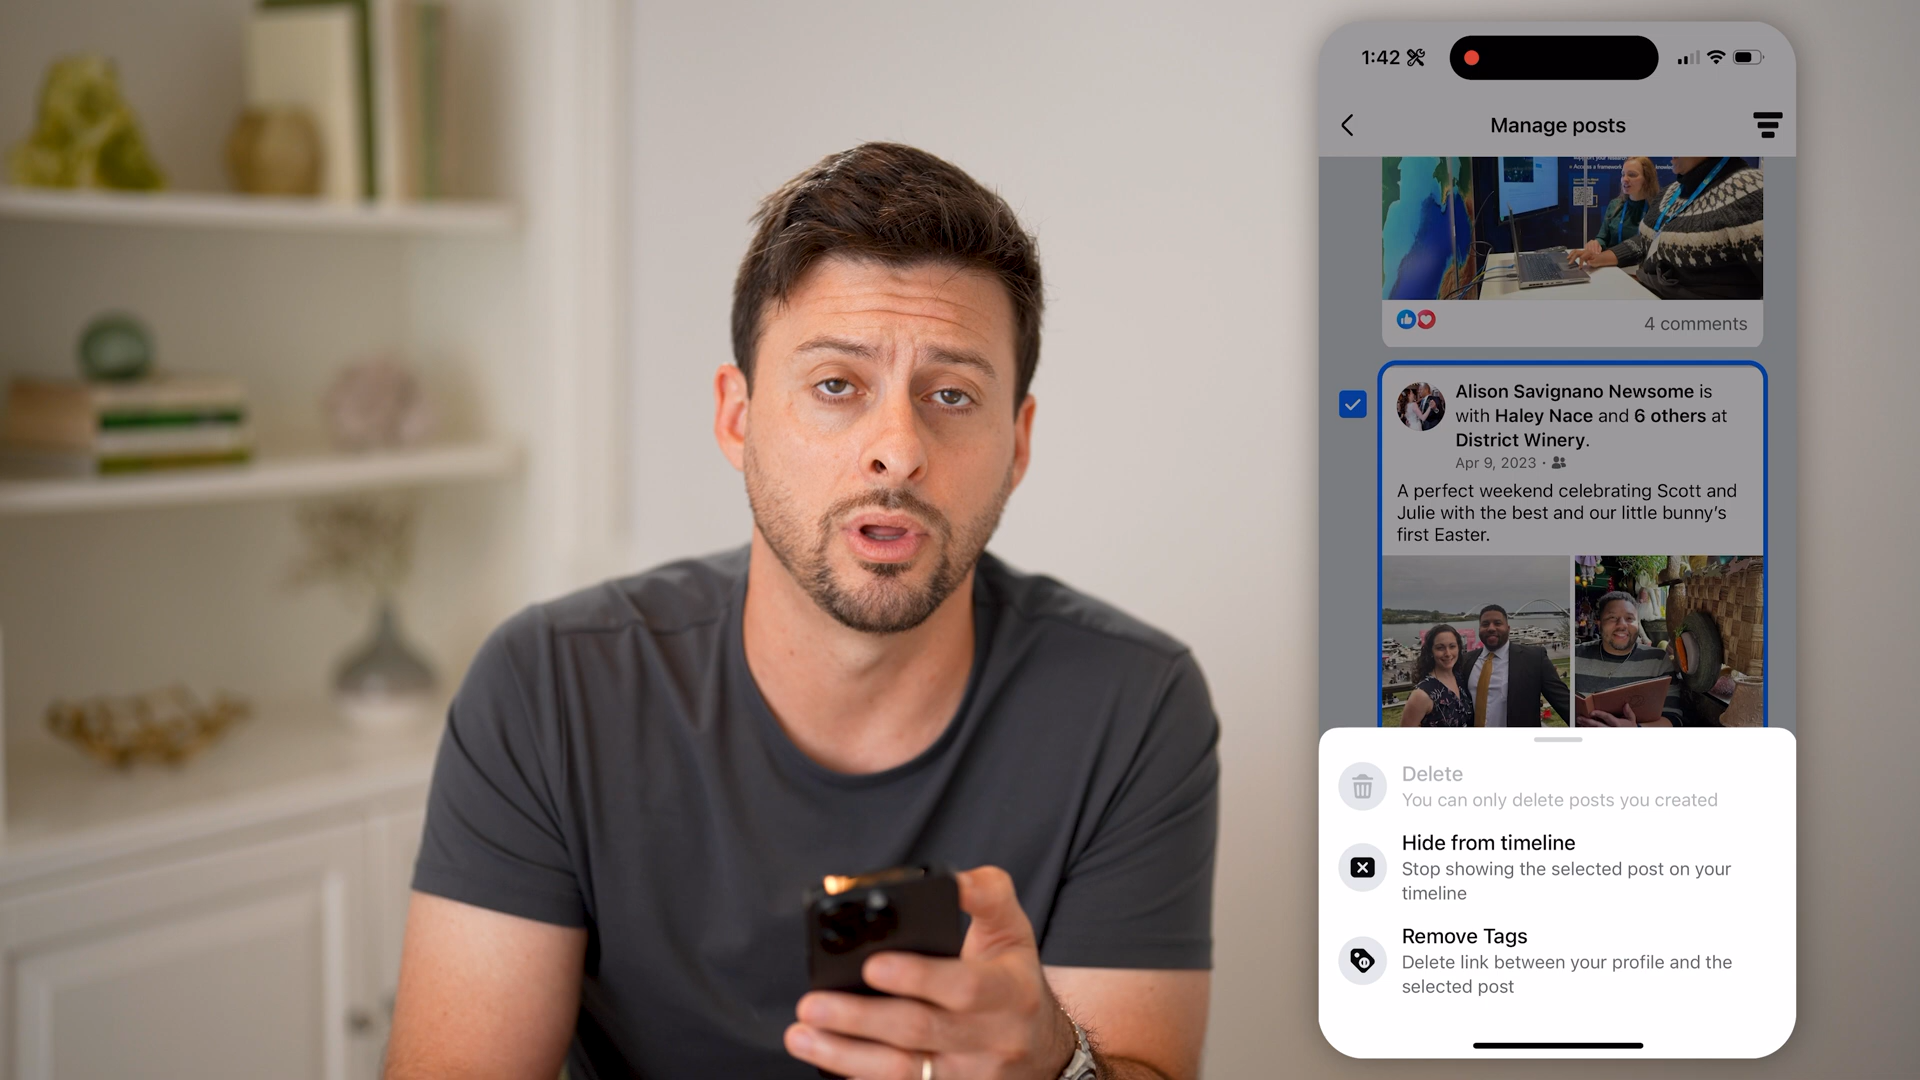 1:42
Manage posts
4 comments
Alison Savignano Newsome is
with Haley Nace and 6 others at
District Winery.
Apr 9, 2023 ·
A perfect weekend celebrating Scott and
Julie with the best and our little bunny's
first Easter.
Delete
You can only delete posts you created
Hide from timeline
Stop showing the selected post on your
timeline
Remove Tags
Delete link between your profile and the
selected post